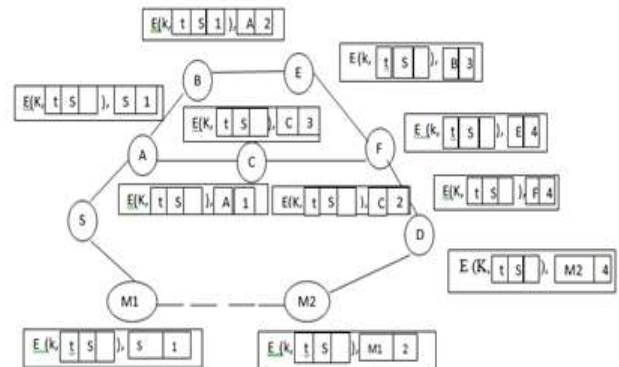 E(k, t S 1), A 2
E(k, t S ), B 3
E(K, t S ), S 1
B
E
E(K, t S ), C 3
E (k, t S ), E 4
A
C
F
E(K, t S ), A 1
E(K, t S ), C 2
E(K, t S ), F 4
S
D
E (K, t S ), M2 4
M1
M2
E (k, t S ), S 1
E (k, t S ), M1 2